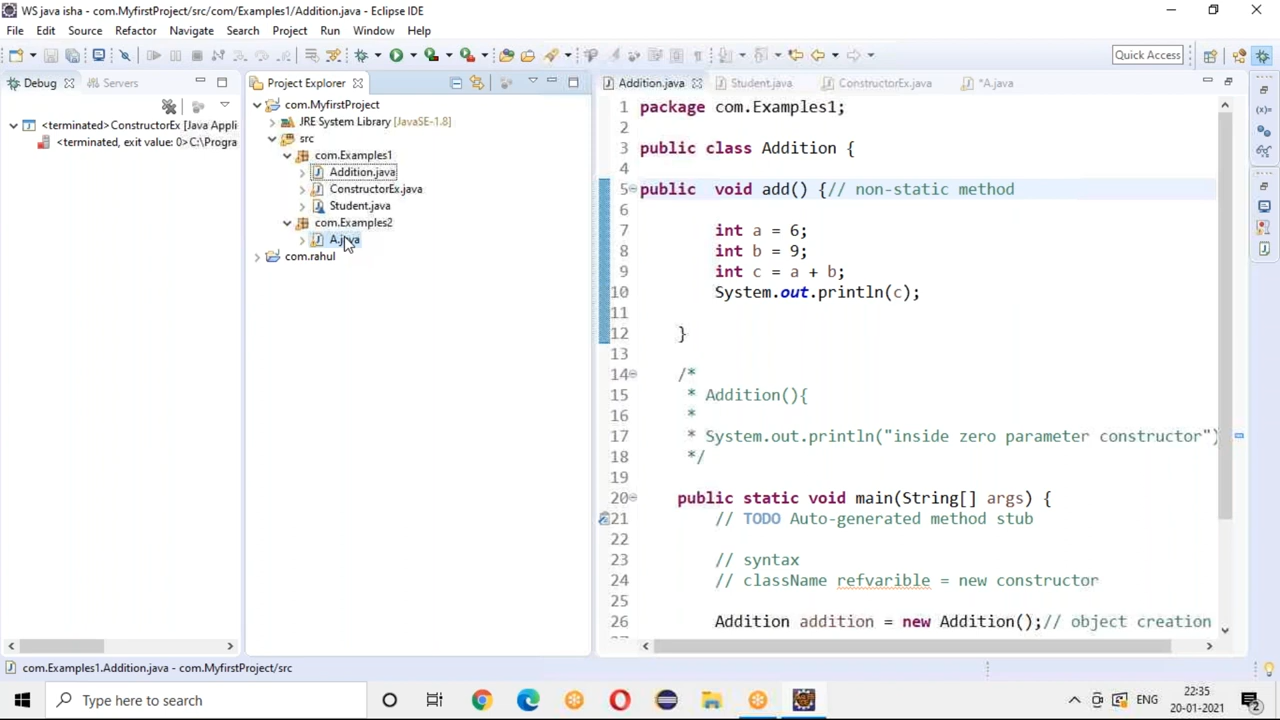 WS java isha - com.MyfirstProject/src/com/Examples1/Addition.java - Eclipse IDE
File Edit Source Refactor Navigate Search Project Run Window Help
Quick Access
Debug Servers
<terminated>ConstructorEx [Java Appli
<terminated, exit value: 0>C:\Progra
Project Explorer
com.MyfirstProject
JRE System Library [JavaSE-1.8]
src
com.Examples1
Addition.java
ConstructorEx.java
Student.java
com.Examples2
A.java
com.rahul
Addition.java Student.java ConstructorEx.java *A.java
1 package com.Examples1;
2
3 public class Addition {
4
5 public void add() {// non-static method
6
7 int a = 6;
8 int b = 9;
9 int c = a + b;
10 System.out.println(c);
11
12 }
13
14 /*
15 * Addition(){
16 *
17 * System.out.println("inside zero parameter constructor")
18 */
19
20 public static void main(String[] args) {
21 // TODO Auto-generated method stub
22
23 // syntax
24 // className refvarible = new constructor
25
26 Addition addition = new Addition();// object creation
com.Examples1.Addition.java - com.MyfirstProject/src
Type here to search
ENG
22:35
20-01-2021
2